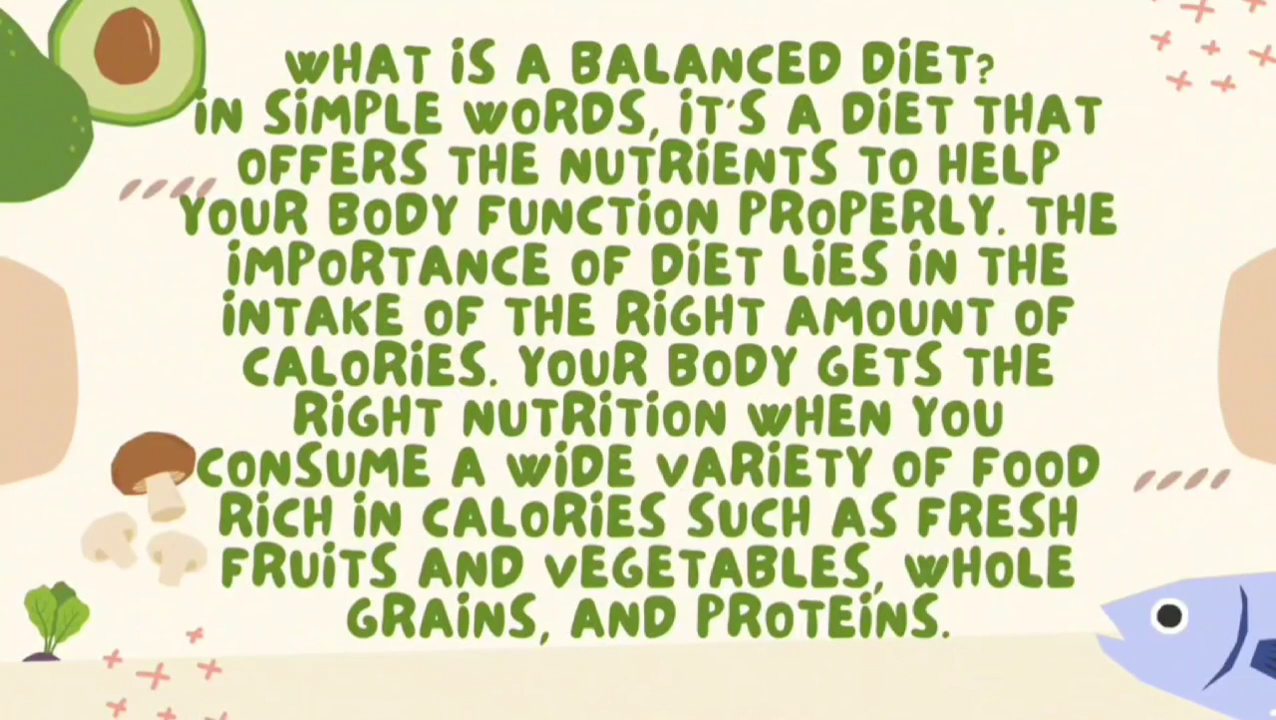 WHAT IS A BALANCED DIET?
IN SIMPLE WORDS, IT'S A DIET THAT
OFFERS THE NUTRIENTS TO HELP
YOUR BODY FUNCTION PROPERLY. THE
IMPORTANCE OF DIET LIES IN THE
INTAKE OF THE RIGHT AMOUNT OF
CALORIES. YOUR BODY GETS THE
RIGHT NUTRITION WHEN YOU
CONSUME A WIDE VARIETY OF FOOD
RICH IN CALORIES SUCH AS FRESH
FRUITS AND VEGETABLES, WHOLE
GRAINS, AND PROTEINS.